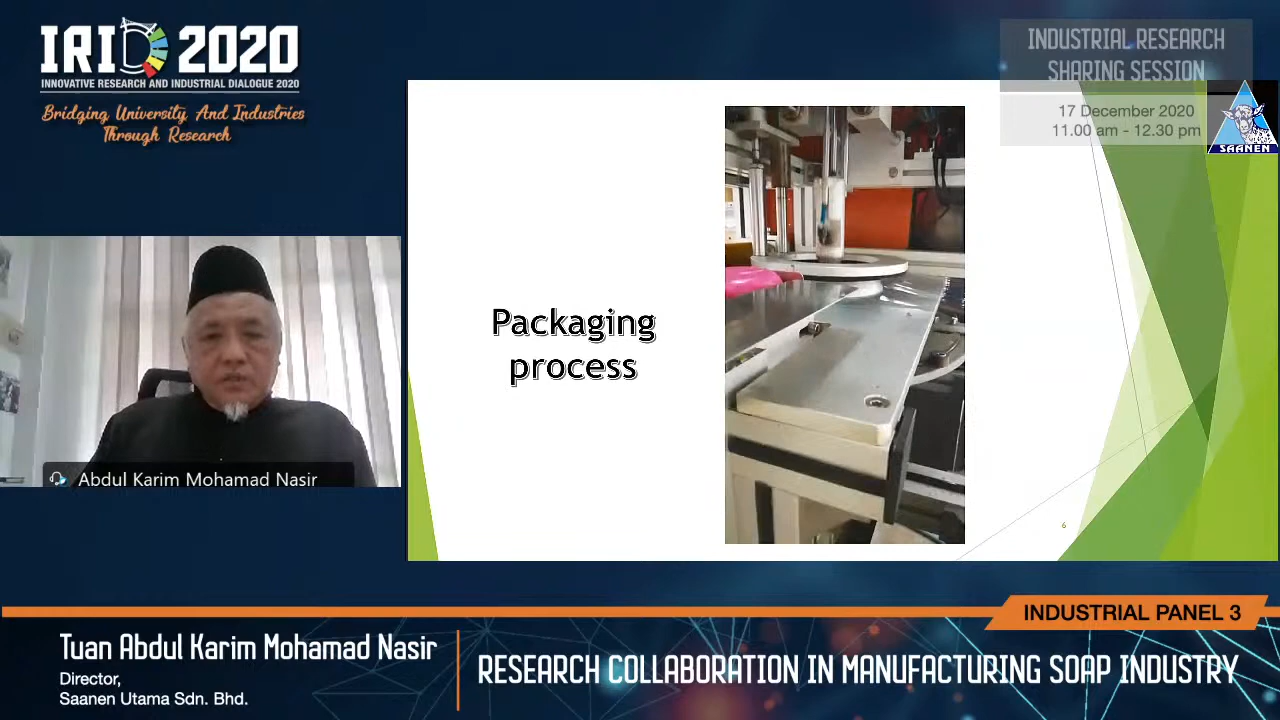 IRID 2020
INNOVATIVE RESEARCH AND INDUSTRIAL DIALOGUE 2020
Bridging University And Industries
Through Research
INDUSTRIAL RESEARCH
SHARING SESSION
17 December 2020
11.00 am - 12.30 pm
SAANEN
Packaging
process
6
Abdul Karim Mohamad Nasir
INDUSTRIAL PANEL 3
Tuan Abdul Karim Mohamad Nasir
Director,
Saanen Utama Sdn. Bhd.
RESEARCH COLLABORATION IN MANUFACTURING SOAP INDUSTRY